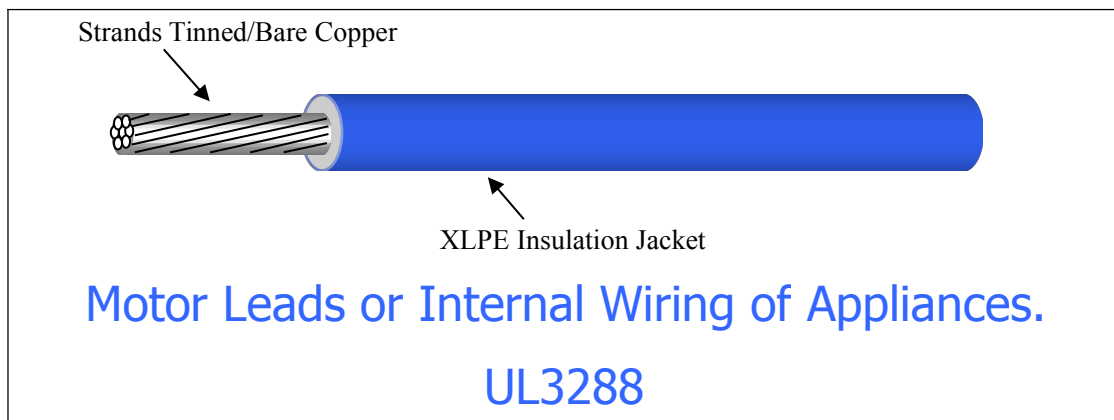 Strands Tinned/Bare Copper
XLPE Insulation Jacket
Motor Leads or Internal Wiring of Appliances.
UL3288